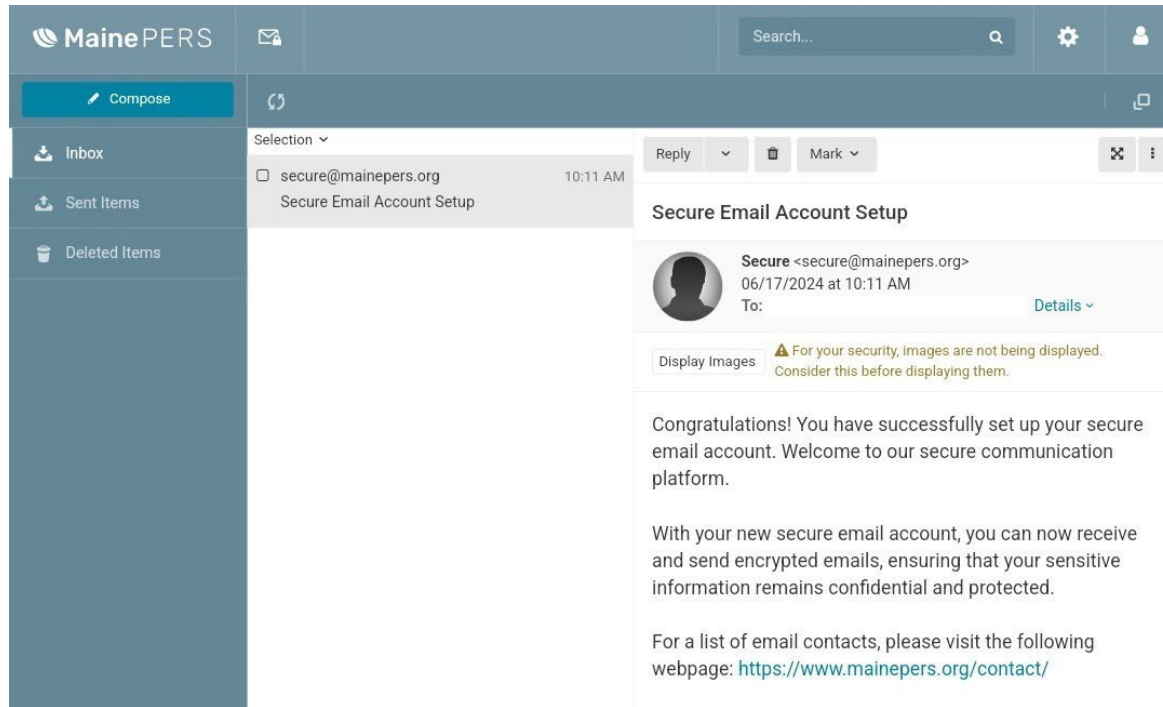 MainePERS
Search...
Compose
Inbox
Sent Items
Deleted Items
Selection
secure@mainepers.org 10:11 AM
Secure Email Account Setup
Reply
Mark
Secure Email Account Setup
Secure <secure@mainepers.org>
06/17/2024 at 10:11 AM
To:
Details
Display Images
For your security, images are not being displayed.
Consider this before displaying them.
Congratulations! You have successfully set up your secure
email account. Welcome to our secure communication
platform.
With your new secure email account, you can now receive
and send encrypted emails, ensuring that your sensitive
information remains confidential and protected.
For a list of email contacts, please visit the following
webpage: https://www.mainepers.org/contact/